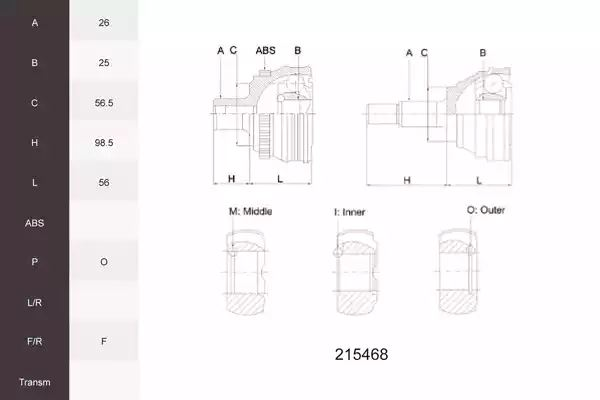 A 26
B 25
C 56.5
H 98.5
L 56
ABS
P O
L/R
F/R F
Transm
A C ABS B
H L
A C B
H L
M: Middle
I: Inner
O: Outer
215468